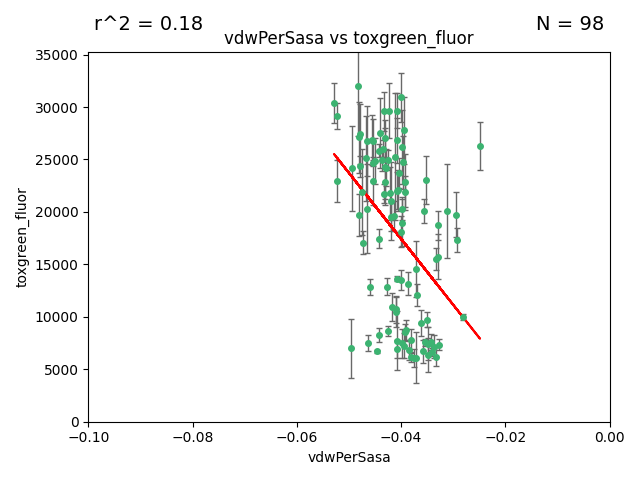 r^2 = 0.18
N = 98
vdwPerSasa vs toxgreen_fluor
35000
30000
25000
20000
15000
10000
5000
0
toxgreen_fluor
−0.10
−0.08
−0.06
−0.04
−0.02
0.00
vdwPerSasa